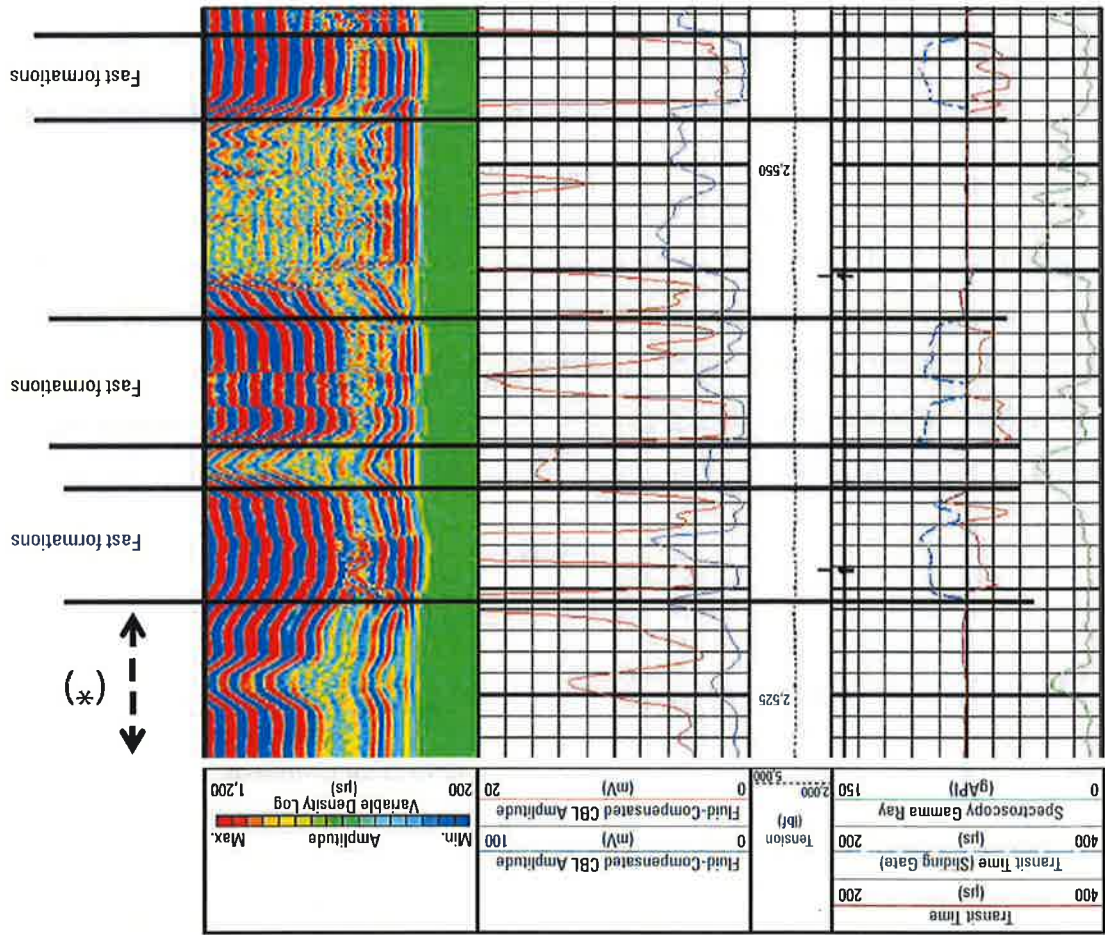 Transit Time
400 (µs) 200
Transit Time (Sliding Gate)
400 (µs) 200
Spectroscopy Gamma Ray
0 (gAPI) 150
Tension
(lbf)
2,000 5,000
Fluid-Compensated CBL Amplitude
0 (mV) 100
Fluid-Compensated CBL Amplitude
0 (mV) 20
Min. Amplitude Max.
Variable Density Log
200 (µs) 1,200
2,525
(*)
Fast formations
Fast formations
2,550
Fast formations